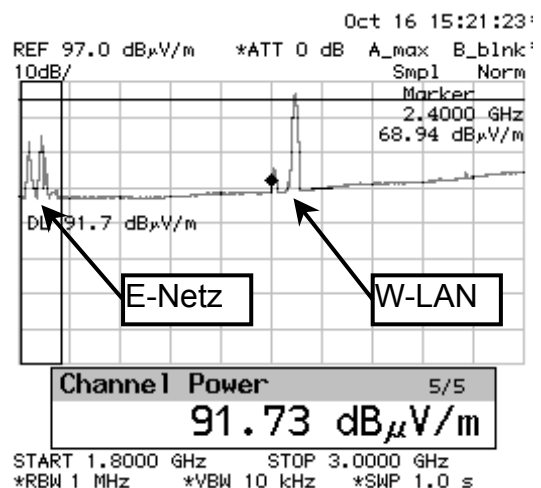 Oct 16 15:21:23*
REF 97.0 dBμV/m *ATT 0 dB A_max B_blnk*
10dB/ Smpl Norm
Marker
2.4000 GHz
68.94 dBμV/m
DL 91.7 dBμV/m
E-Netz W-LAN
Channel Power 5/5
91.73 dBμV/m
START 1.8000 GHz STOP 3.0000 GHz
*RBW 1 MHz *VBW 10 kHz *SWP 1.0 s